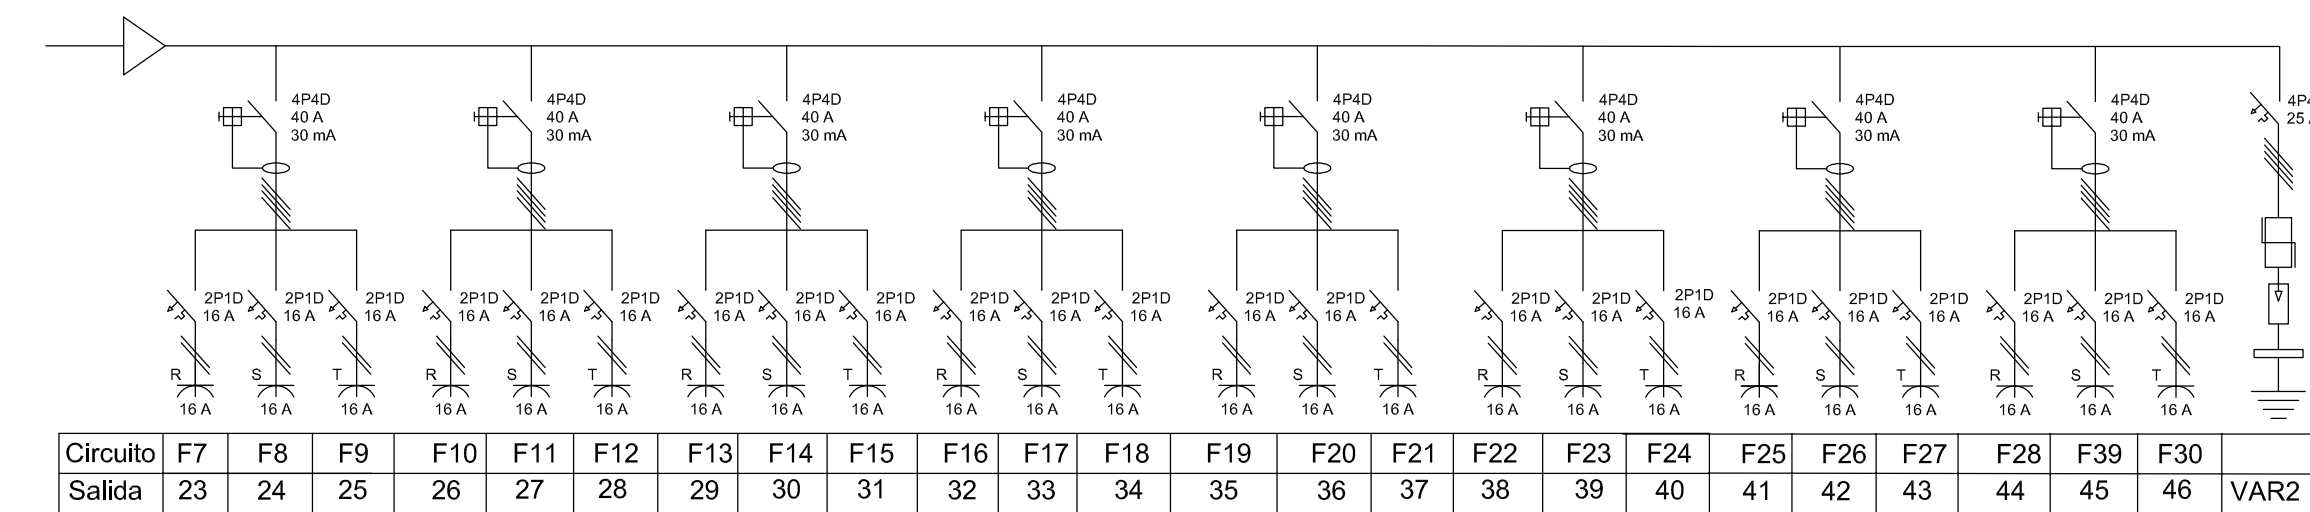 4P4D 4P4D 4P4D 4P4D 4P4D 4P4D 4P4D 4P4D 4P4
40 A 40 A 40 A 40 A 40 A 40 A 40 A 40 A 25
30 mA 30 mA 30 mA 30 mA 30 mA 30 mA 30 mA 30 mA
2P1D 2P1D 2P1D 2P1D 2P1D 2P1D 2P1D 2P1D 2P1D 2P1D 2P1D 2P1D 2P1D 2P1D 2P1D 2P1D 2P1D 2P1D 2P1D 2P1D 2P1D 2P1D 2P1D 2P1D
16 A 16 A 16 A 16 A 16 A 16 A 16 A 16 A 16 A 16 A 16 A 16 A 16 A 16 A 16 A 16 A 16 A 16 A 16 A 16 A 16 A 16 A 16 A 16 A
R S T R S T R S T R S T R S T R S T R S T R S T
16 A 16 A 16 A 16 A 16 A 16 A 16 A 16 A 16 A 16 A 16 A 16 A 16 A 16 A 16 A 16 A 16 A 16 A 16 A 16 A 16 A 16 A 16 A 16 A
Circuito F7 F8 F9 F10 F11 F12 F13 F14 F15 F16 F17 F18 F19 F20 F21 F22 F23 F24 F25 F26 F27 F28 F39 F30
Salida 23 24 25 26 27 28 29 30 31 32 33 34 35 36 37 38 39 40 41 42 43 44 45 46 VAR2